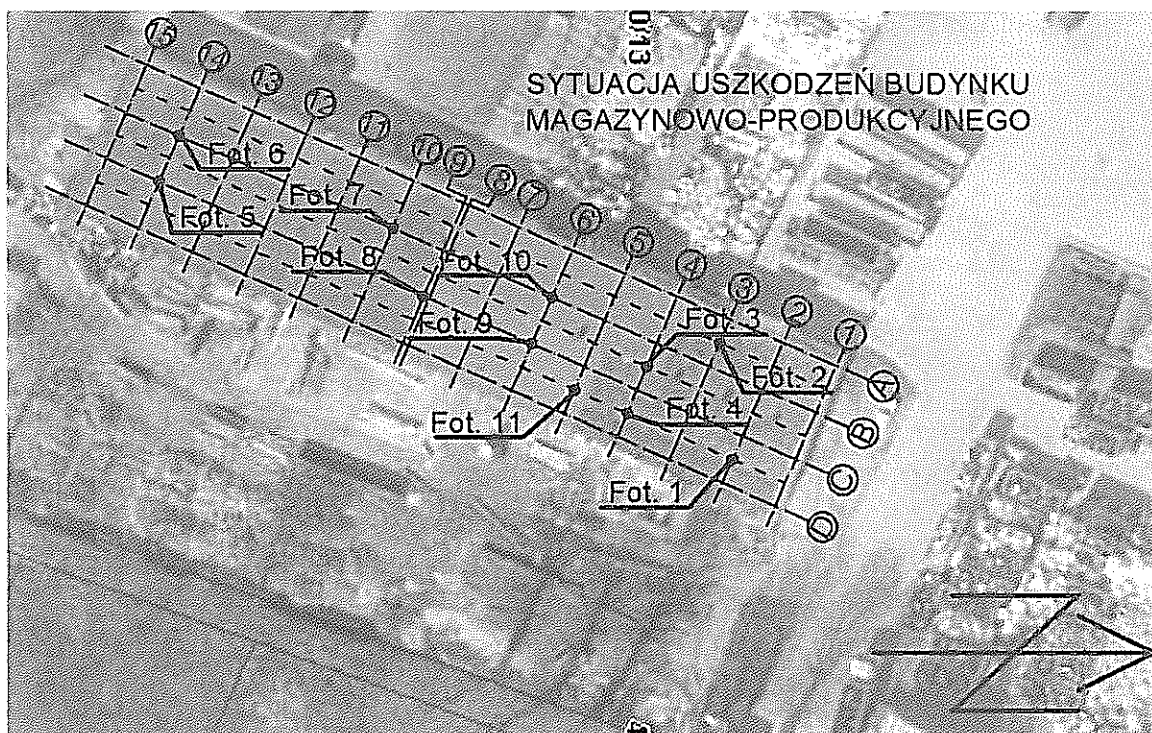 0/13
SYTUACJA USZKODZEŃ BUDYNKU
MAGAZYNOWO-PRODUKCYJNEGO
15
14
13
12
11
10
9
8
7
6
5
4
3
2
1
A
B
C
D
Fot. 6
Fot. 7
Fot. 5
Fot. 8
Fot. 10
Fot. 9
Fot. 3
Fot. 2
Fot. 11
Fot. 4
Fot. 1